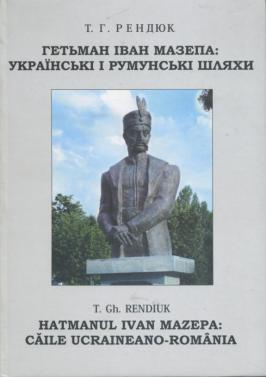 Т. Г. РЕНДЮК
ГЕТЬМАН ІВАН МАЗЕПА:
УКРАЇНСЬКІ І РУМУНСЬКІ ШЛЯХИ
T. Gh. RENDIUK
HATMANUL IVAN MAZEPA:
CĂILE UCRAINEANO-ROMÂNIA